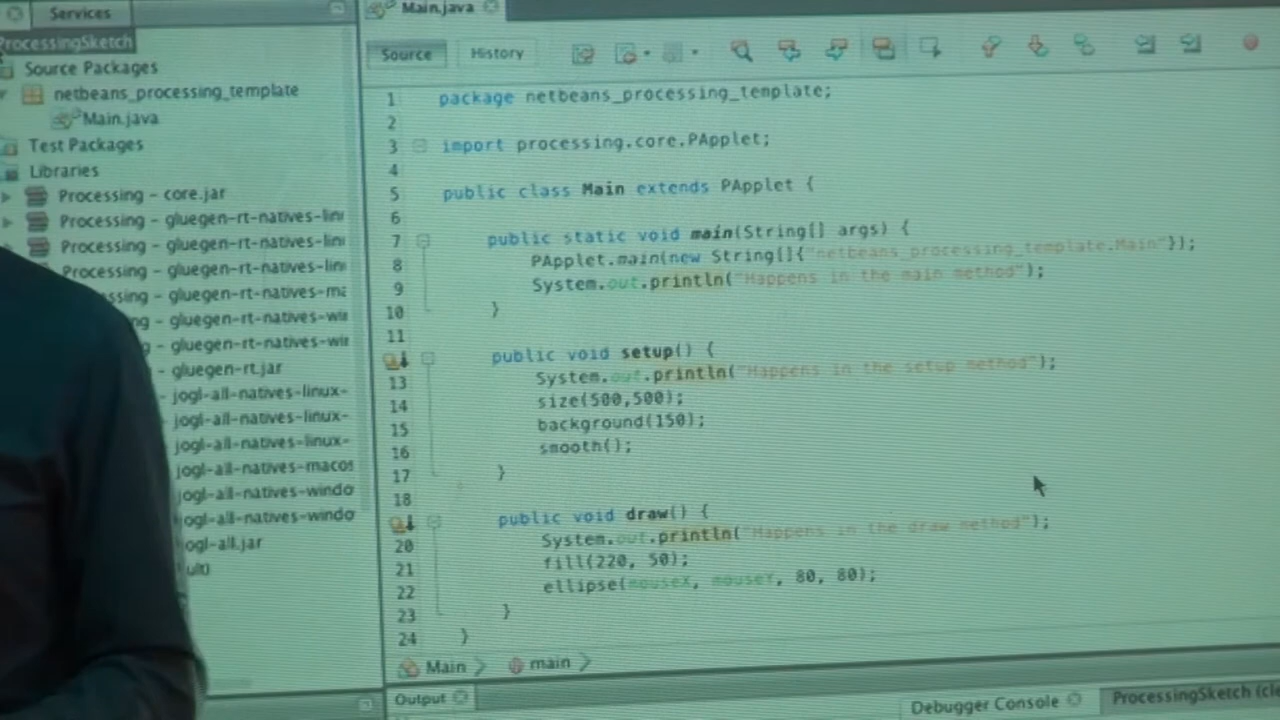 Services
ProcessingSketch
Source Packages
netbeans_processing_template
Main.java
Test Packages
Libraries
Processing - core.jar
Processing - gluegen-rt-natives-lin
Processing - gluegen-rt-natives-lin
Processing - gluegen-rt-natives-lin
ssing - gluegen-rt-natives-ma
ng - gluegen-rt-natives-wi
g - gluegen-rt-natives-wi
- gluegen-rt.jar
- jogl-all-natives-linux-
jogl-all-natives-linux-
jogl-all-natives-linux-
jogl-all-natives-macos
jogl-all-natives-windo
jogl-all-natives-windo
ogl-all.jar
Main.java
Source History
1 package netbeans_processing_template;
2
3 import processing.core.PApplet;
4
5 public class Main extends PApplet {
6
7 public static void main(String[] args) {
8 PApplet.main(new String[]{"netbeans_processing_template.Main"});
9 System.out.println("Happens in the main method");
10 }
11
public void setup() {
13 System.out.println("Happens in the setup method");
14 size(500,500);
15 background(150);
16 smooth();
17 }
18
public void draw() {
20 System.out.println("Happens in the draw method");
21 fill(220, 50);
22 ellipse(mouseX, mouseY, 80, 80);
23 }
24 }
Main main
Output
Debugger Console
ProcessingSketch (cle